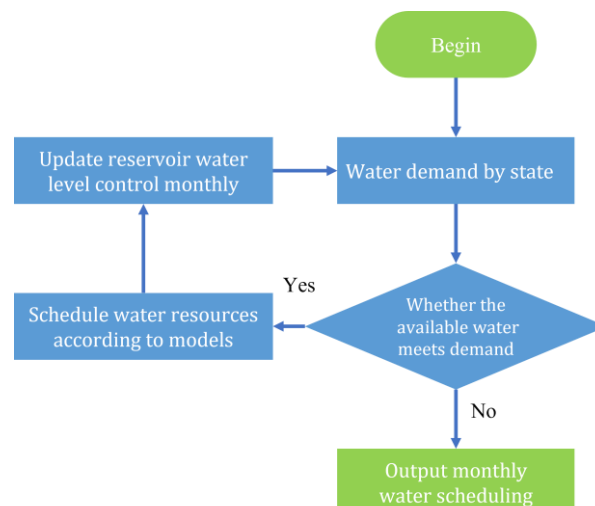 Begin
Update reservoir water
level control monthly
Water demand by state
Yes
Schedule water resources
according to models
Whether the
available water
meets demand
No
Output monthly
water scheduling